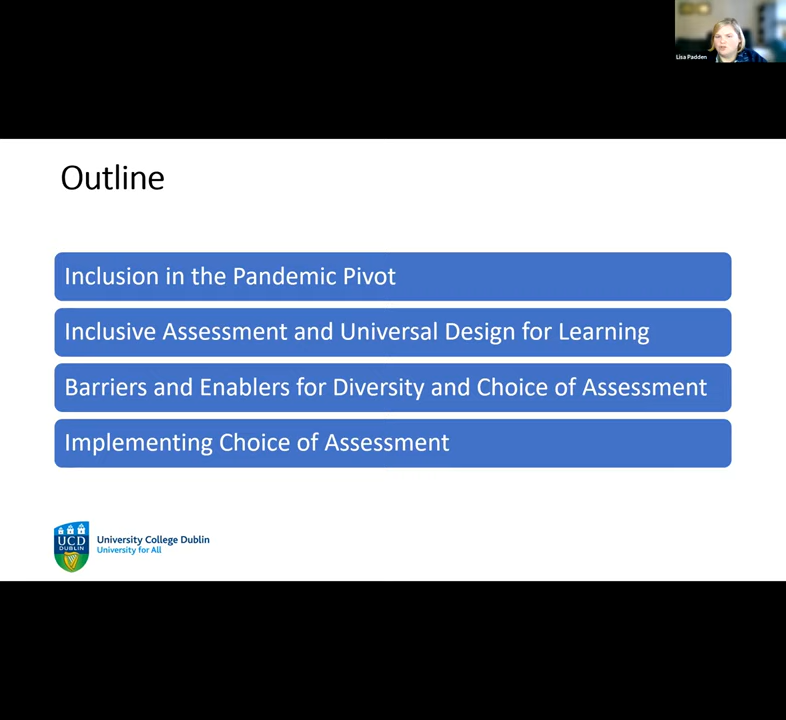 Lisa Padden
Outline
Inclusion in the Pandemic Pivot
Inclusive Assessment and Universal Design for Learning
Barriers and Enablers for Diversity and Choice of Assessment
Implementing Choice of Assessment
UCD
DUBLIN
University College Dublin
University for All